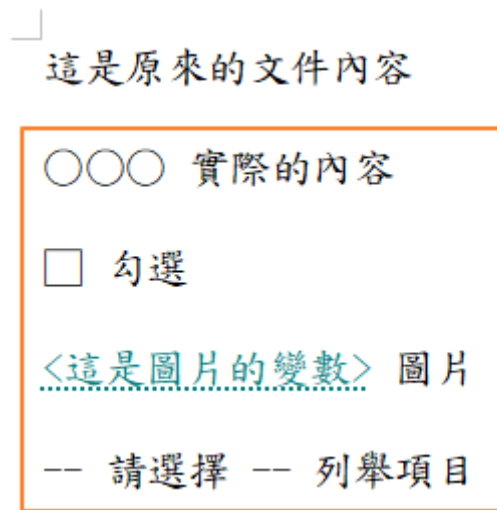 這是原來的文件內容
○○○ 實際的內容
□ 勾選
<這是圖片的變數> 圖片
-- 請選擇 -- 列舉項目